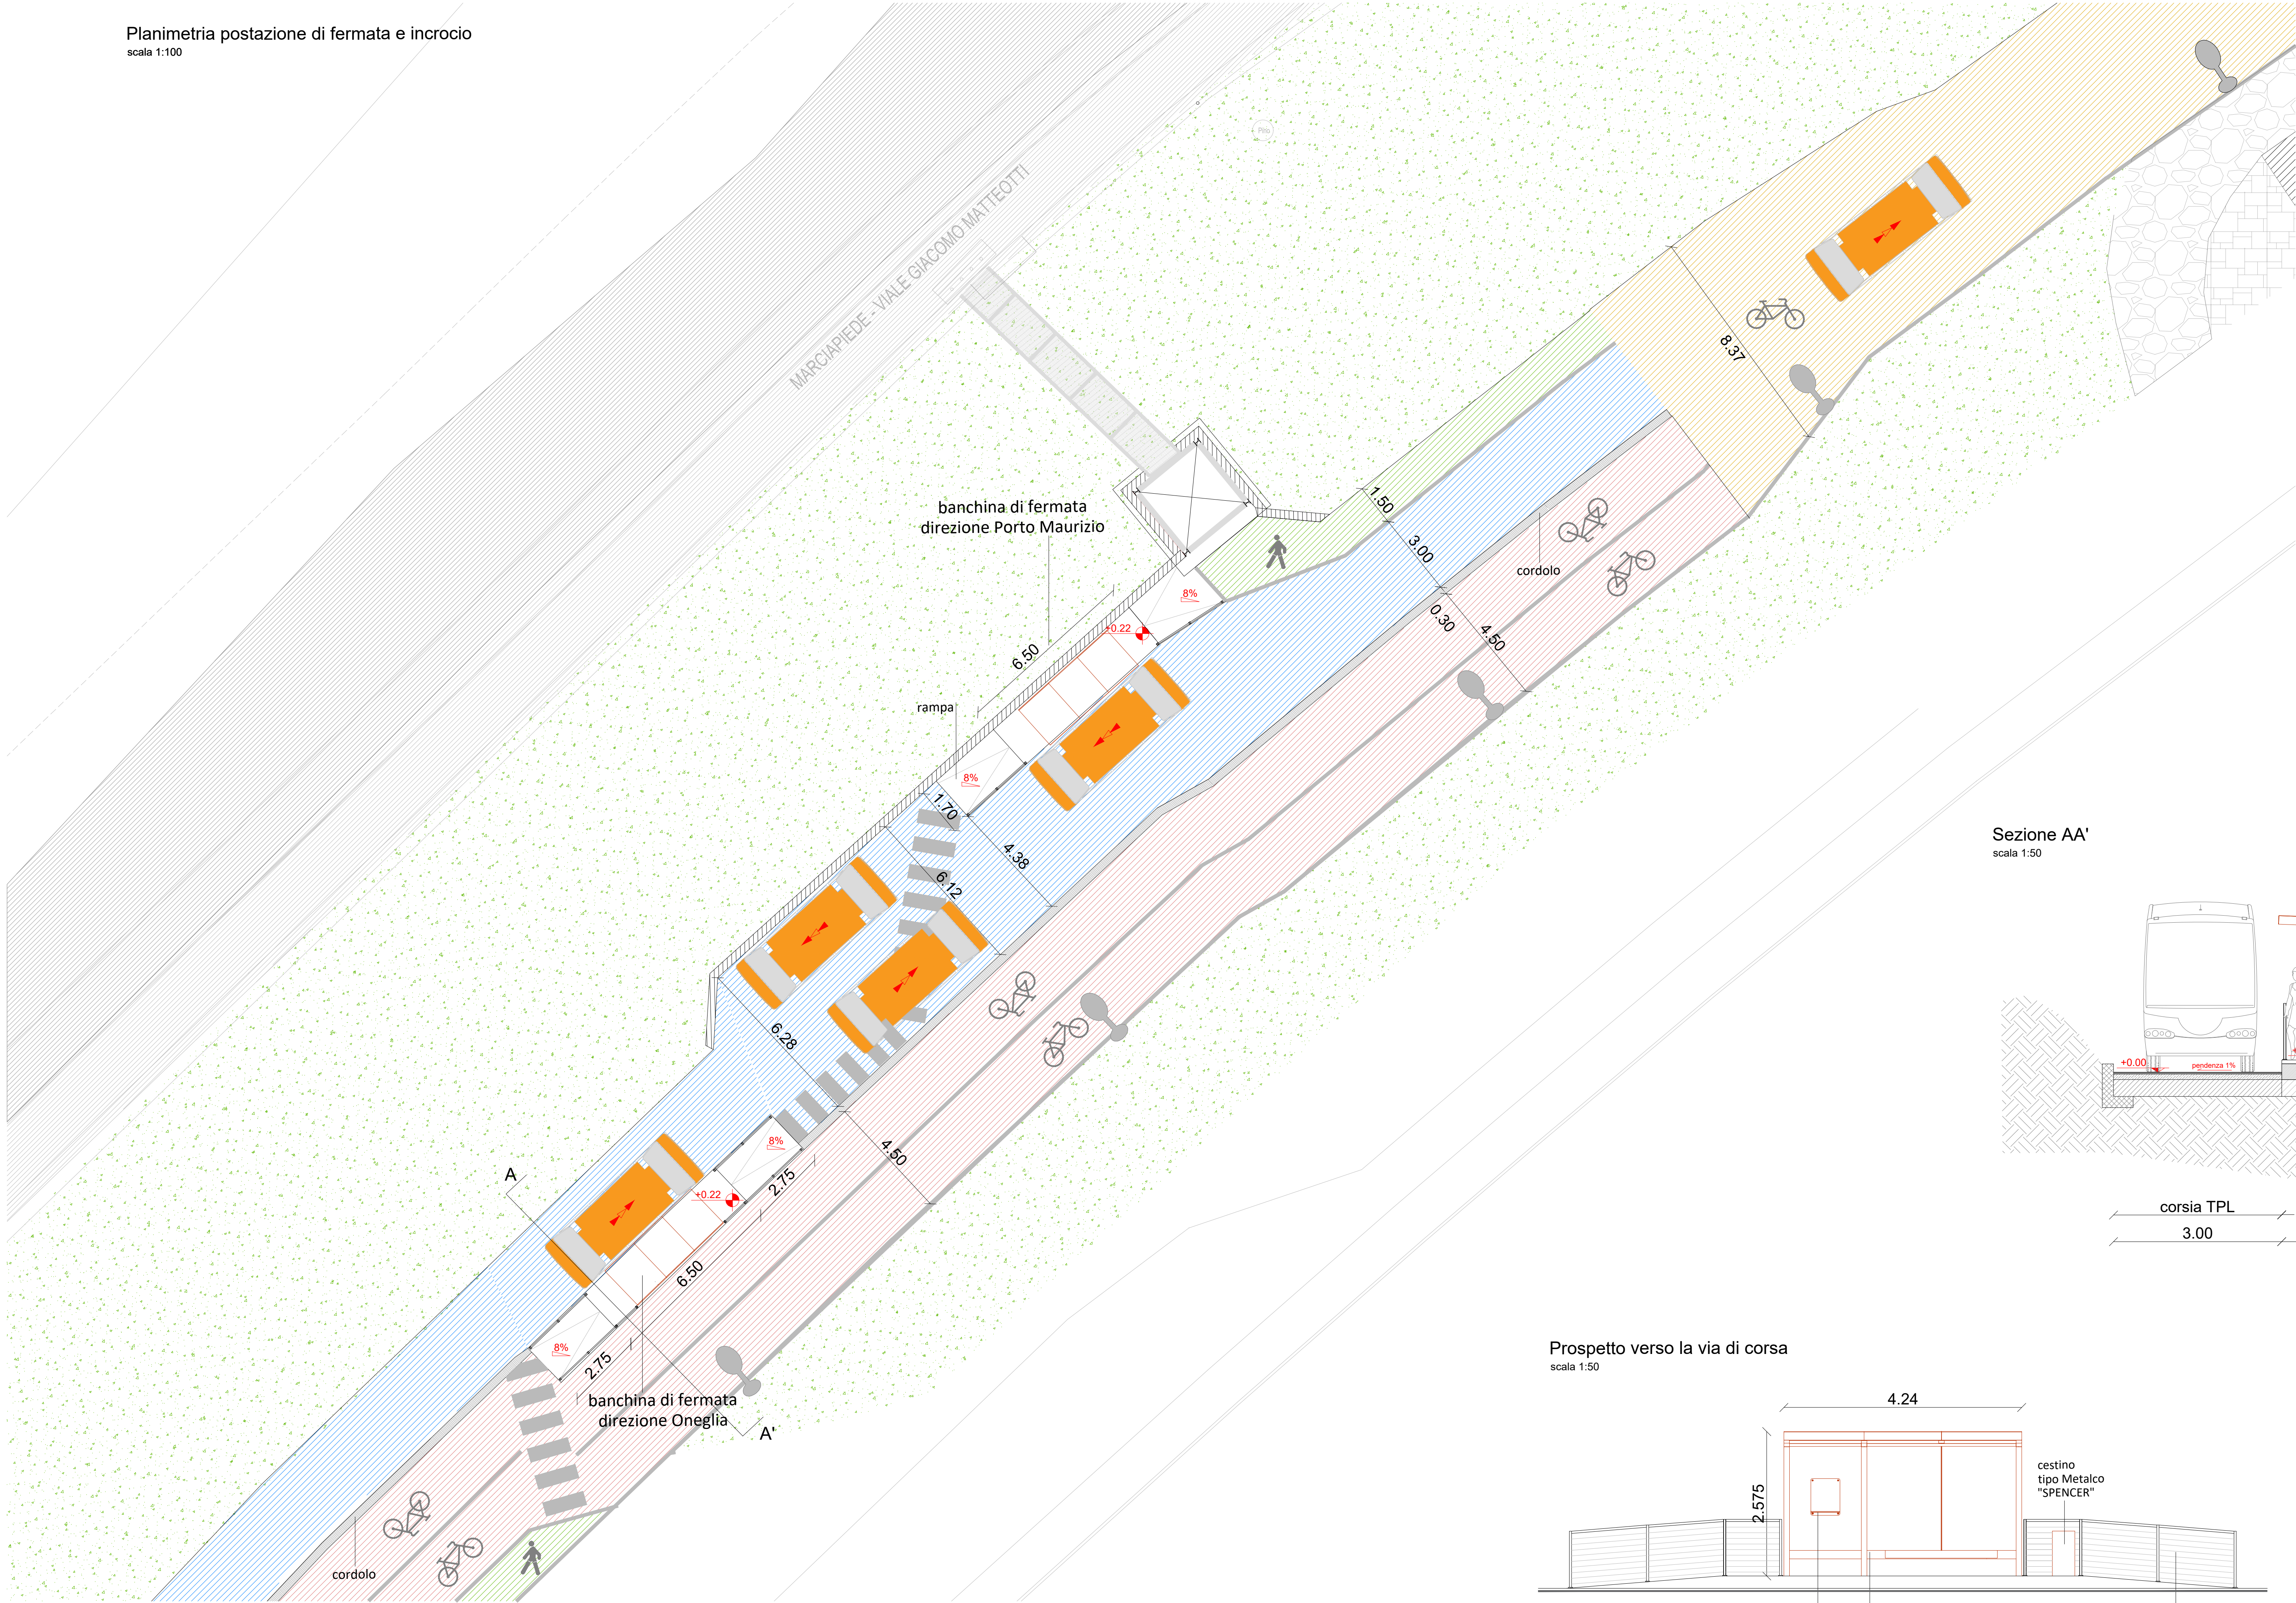 Planimetria postazione di fermata e incrocio
scala 1:100
MARCIAPIEDE - VIALE GIACOMO MATTEOTTI
8.37
banchina di fermata
direzione Porto Maurizio
1.50
3.00
cordolo
0.30
4.50
8%
+0.22
6.50
rampa
8%
1.70
4.38
6.12
6.28
4.50
A
8%
+0.22
2.75
6.50
8%
2.75
banchina di fermata
direzione Oneglia
A'
cordolo
Sezione AA'
scala 1:50
+0.00
pendenza 1%
corsia TPL
3.00
Prospetto verso la via di corsa
scala 1:50
4.24
2.575
cestino
tipo Metalco
"SPENCER"